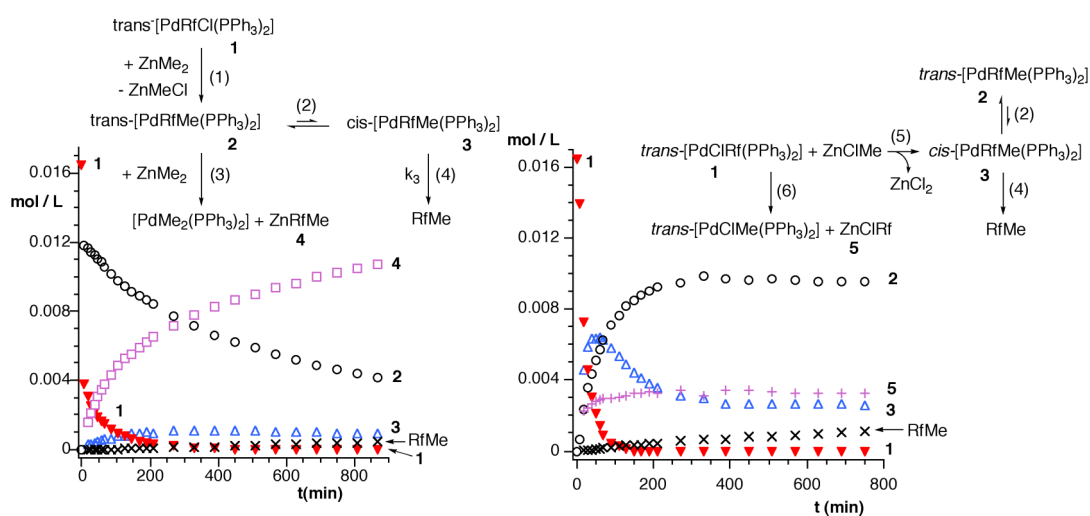 trans-[PdRfCl(PPh3)2]
1
+ ZnMe2
(1)
- ZnMeCl
trans-[PdRfMe(PPh3)2]
2
(2)
cis-[PdRfMe(PPh3)2]
3
+ ZnMe2
(3)
k3
(4)
[PdMe2(PPh3)2] + ZnRfMe
4
RfMe
mol / L
0.016
0.012
0.008
0.004
0
1
1
4
2
3
RfMe
1
0
200
400
600
800
t(min)
trans-[PdRfMe(PPh3)2]
2
(2)
trans-[PdClRf(PPh3)2] + ZnClMe
1
(5)
ZnCl2
cis-[PdRfMe(PPh3)2]
3
(6)
(4)
trans-[PdClMe(PPh3)2] + ZnClRf
5
RfMe
mol / L
0.016
0.012
0.008
0.004
0
1
2
5
3
RfMe
1
0
200
400
600
800
t (min)